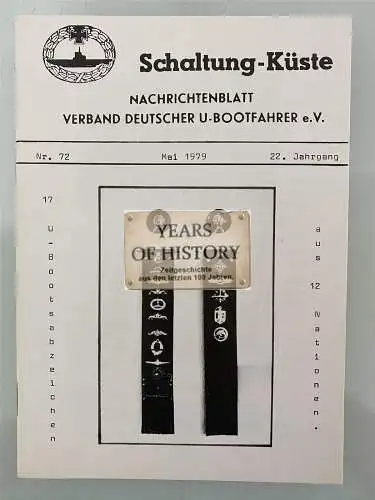 Schaltung-Küste
NACHRICHTENBLATT
VERBAND DEUTSCHER U-BOOTFAHRER e.V.
Nr. 72 Mai 1979 22. Jahrgang
17 U-Bootsabzeichen
YEARS
OF HISTORY
Zeitgeschichte
aus den letzten 100 Jahren.
aus 12 Nationen.